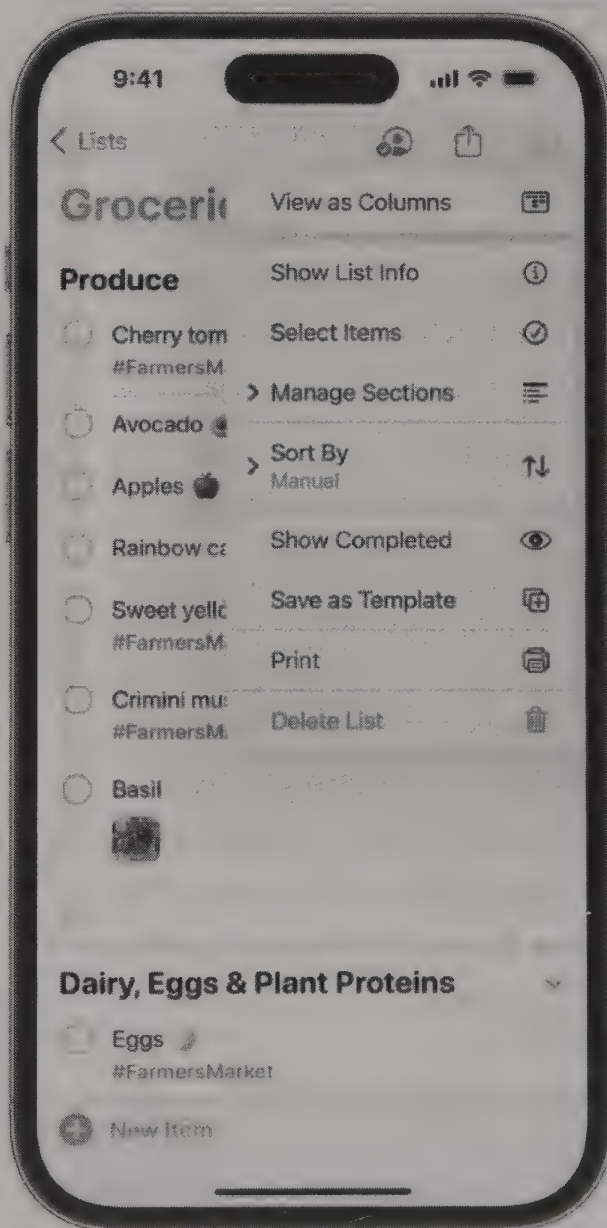 9:41
Lists
View as Columns
Groceri
Show List Info
Produce
Select Items
Cherry tom
#FarmersM
Manage Sections
Avocado
Sort By
Manual
Apples
Show Completed
Rainbow ca
Save as Template
Sweet yello
#FarmersM
Print
Crimini mus
#FarmersMa
Delete List
Basil
Dairy, Eggs & Plant Proteins
Eggs
#FarmersMarket
New Item